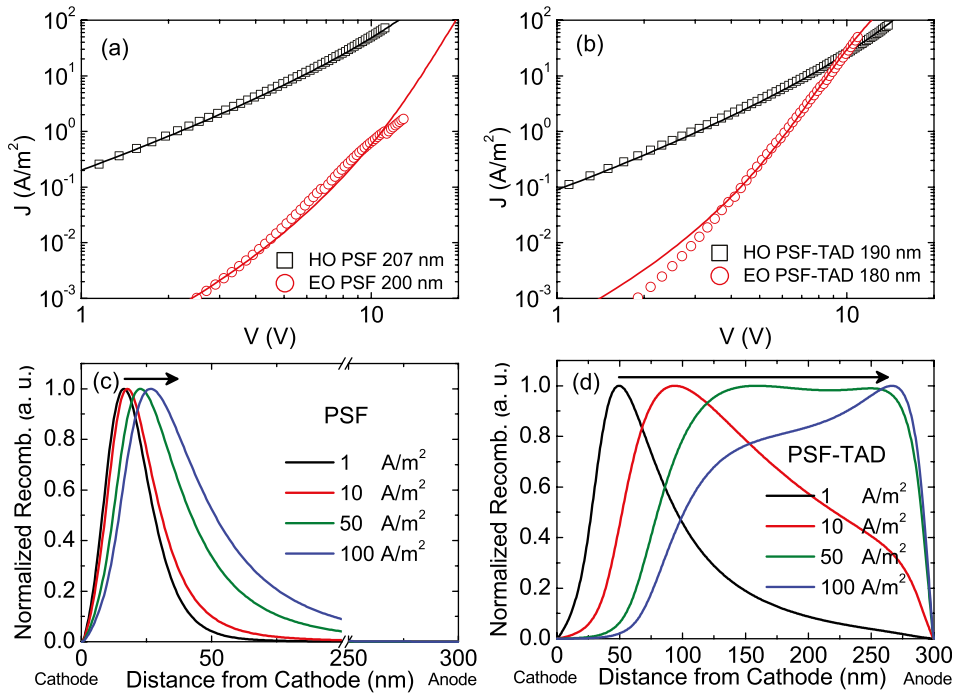 (a)
10²
10¹
10⁰
10⁻¹
10⁻²
10⁻³
J (A/m²)
HO PSF 207 nm
EO PSF 200 nm
1
10
V (V)
(b)
10²
10¹
10⁰
10⁻¹
10⁻²
10⁻³
J (A/m²)
HO PSF-TAD 190 nm
EO PSF-TAD 180 nm
1
10
V (V)
(c)
1.0
0.8
0.6
0.4
0.2
0.0
Normalized Recomb. (a. u.)
PSF
1 A/m²
10 A/m²
50 A/m²
100 A/m²
0
50
250
300
Cathode
Distance from Cathode (nm)
Anode
(d)
1.0
0.8
0.6
0.4
0.2
0.0
Normalized Recomb. (a. u.)
PSF-TAD
1 A/m²
10 A/m²
50 A/m²
100 A/m²
0
50
100
150
200
250
300
Cathode
Distance from Cathode (nm)
Anode